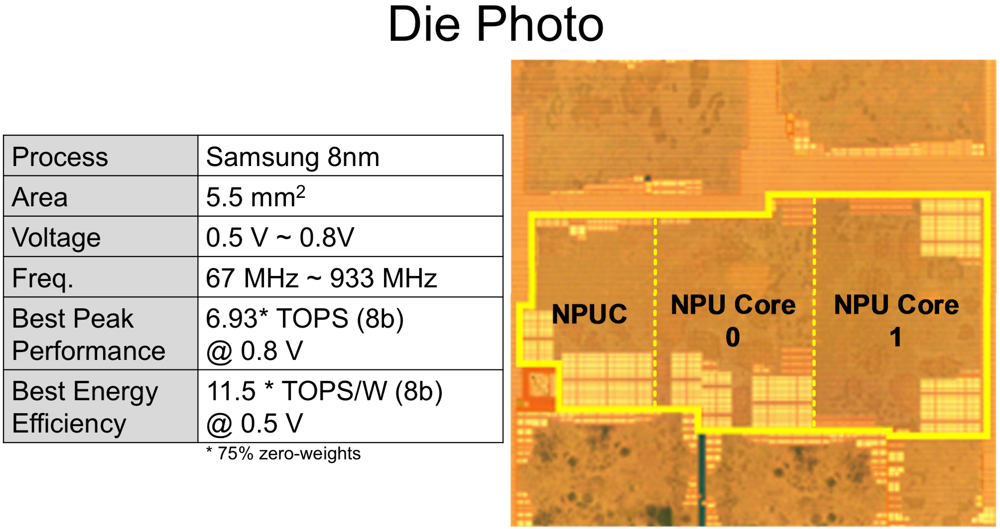 Die Photo
Process Samsung 8nm
Area 5.5 mm²
Voltage 0.5 V ~ 0.8V
Freq. 67 MHz ~ 933 MHz
Best Peak Performance 6.93* TOPS (8b) @ 0.8 V
Best Energy Efficiency 11.5 * TOPS/W (8b) @ 0.5 V
* 75% zero-weights
NPUC
NPU Core
0
NPU Core
1